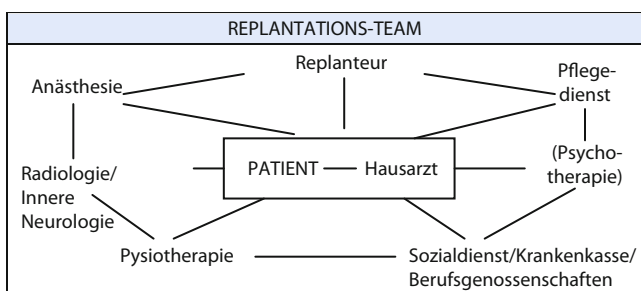 REPLANTATIONS-TEAM
Replanteur
Anästhesie
Pflege-
dienst
PATIENT
Hausarzt
(Psycho-
therapie)
Radiologie/
Innere
Neurologie
Pysiotherapie
Sozialdienst/Krankenkasse/
Berufsgenossenschaften